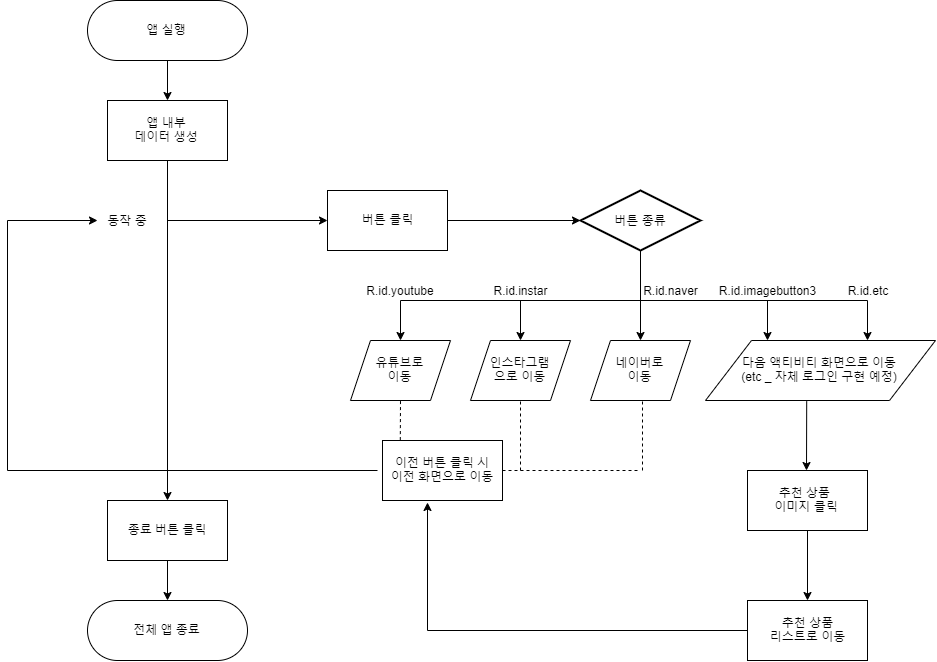 앱 실행
앱 내부
데이터 생성
동작 중
버튼 클릭
버튼 종류
R.id.youtube
R.id.instar
R.id.naver
R.id.imagebutton3
R.id.etc
유튜브로
이동
인스타그램
으로 이동
네이버로
이동
다음 액티비티 화면으로 이동
(etc _ 자체 로그인 구현 예정)
이전 버튼 클릭 시
이전 화면으로 이동
추천 상품
이미지 클릭
종료 버튼 클릭
전체 앱 종료
추천 상품
리스트로 이동